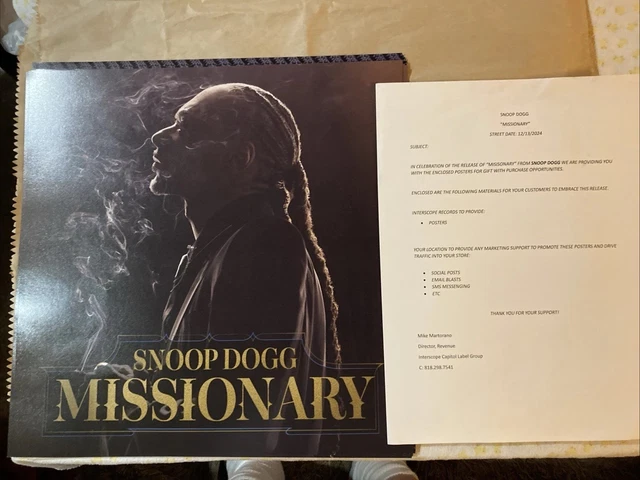 SNOOP DOGG
MISSIONARY
SNOOP DOGG
"MISSIONARY"
STREET DATE: 12/13/2024
SUBJECT:
IN CELEBRATION OF THE RELEASE OF "MISSIONARY" FROM SNOOP DOGG WE ARE PROVIDING YOU
WITH THE ENCLOSED POSTERS FOR GIFT WITH PURCHASE OPPORTUNITIES.
ENCLOSED ARE THE FOLLOWING MATERIALS FOR YOUR CUSTOMERS TO EMBRACE THIS RELEASE.
INTERSCOPE RECORDS TO PROVIDE:
• POSTERS
YOUR LOCATION TO PROVIDE ANY MARKETING SUPPORT TO PROMOTE THESE POSTERS AND DRIVE
TRAFFIC INTO YOUR STORE:
• SOCIAL POSTS
• EMAIL BLASTS
• SMS MESSENGING
• ETC
THANK YOU FOR YOUR SUPPORT!
Mike Martorano
Director, Revenue
Interscope Capitol Label Group
C: 818.298.7541